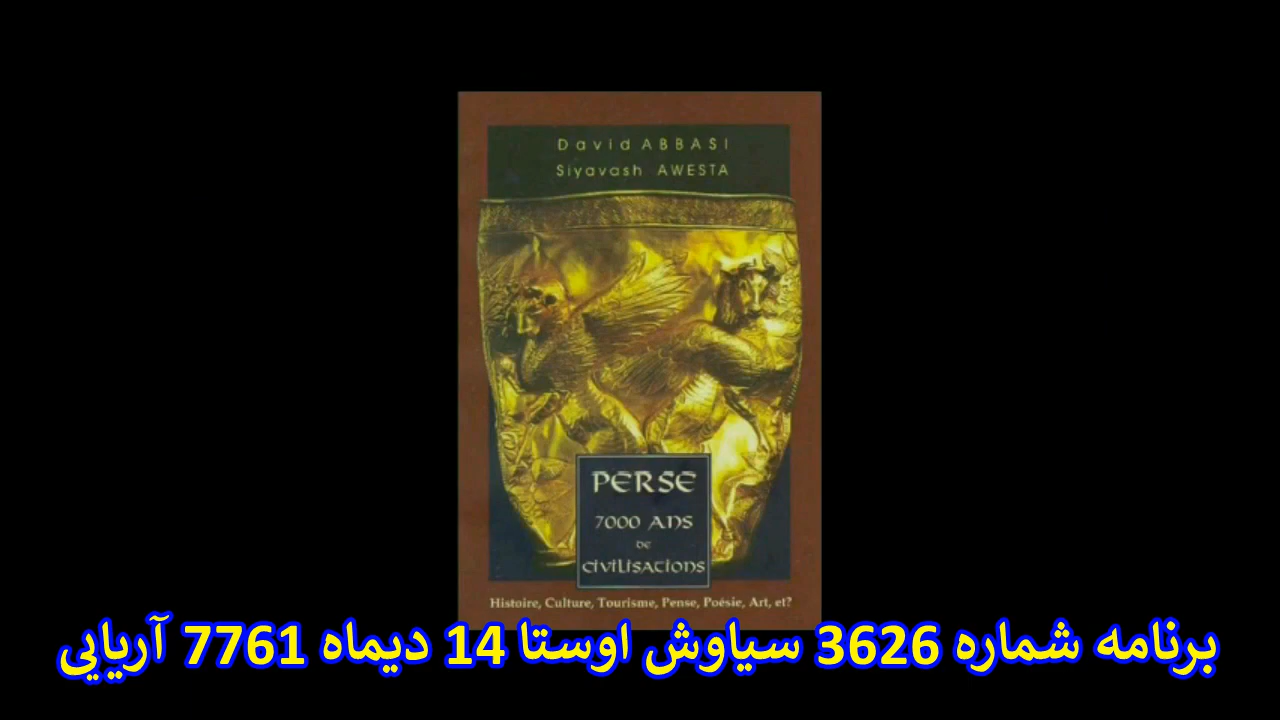 David ABBASI
Siyavash AWESTA
PERSE
7000 ANS
DE
CIVILISATIONS
Histoire, Culture, Tourisme, Pense, Poésie, Art, et?
برنامه شماره 3626 سیاوش اوستا 14 دیماه 7761 آریایی